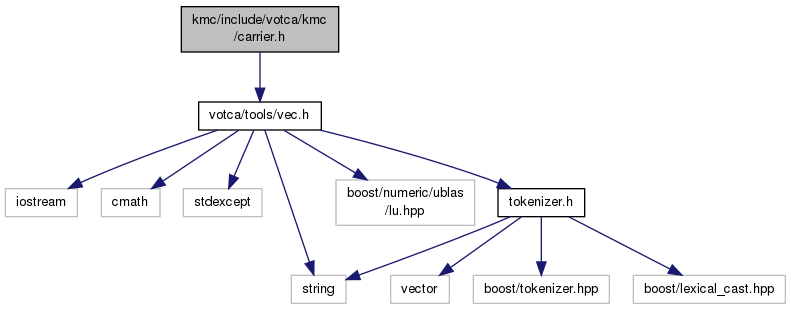 kmc/include/votca/kmc
/carrier.h
votca/tools/vec.h
iostream
cmath
stdexcept
boost/numeric/ublas
/lu.hpp
tokenizer.h
string
vector
boost/tokenizer.hpp
boost/lexical_cast.hpp